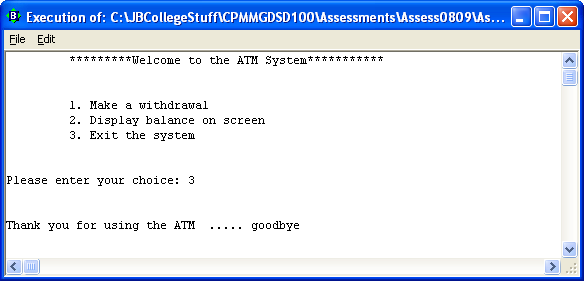 Execution of: C:\JBCollegeStuff\CPMMGDSD100\Assessments\Assess0809\As...
File Edit
*********Welcome to the ATM System***********
1. Make a withdrawal
2. Display balance on screen
3. Exit the system
Please enter your choice: 3
Thank you for using the ATM ..... goodbye